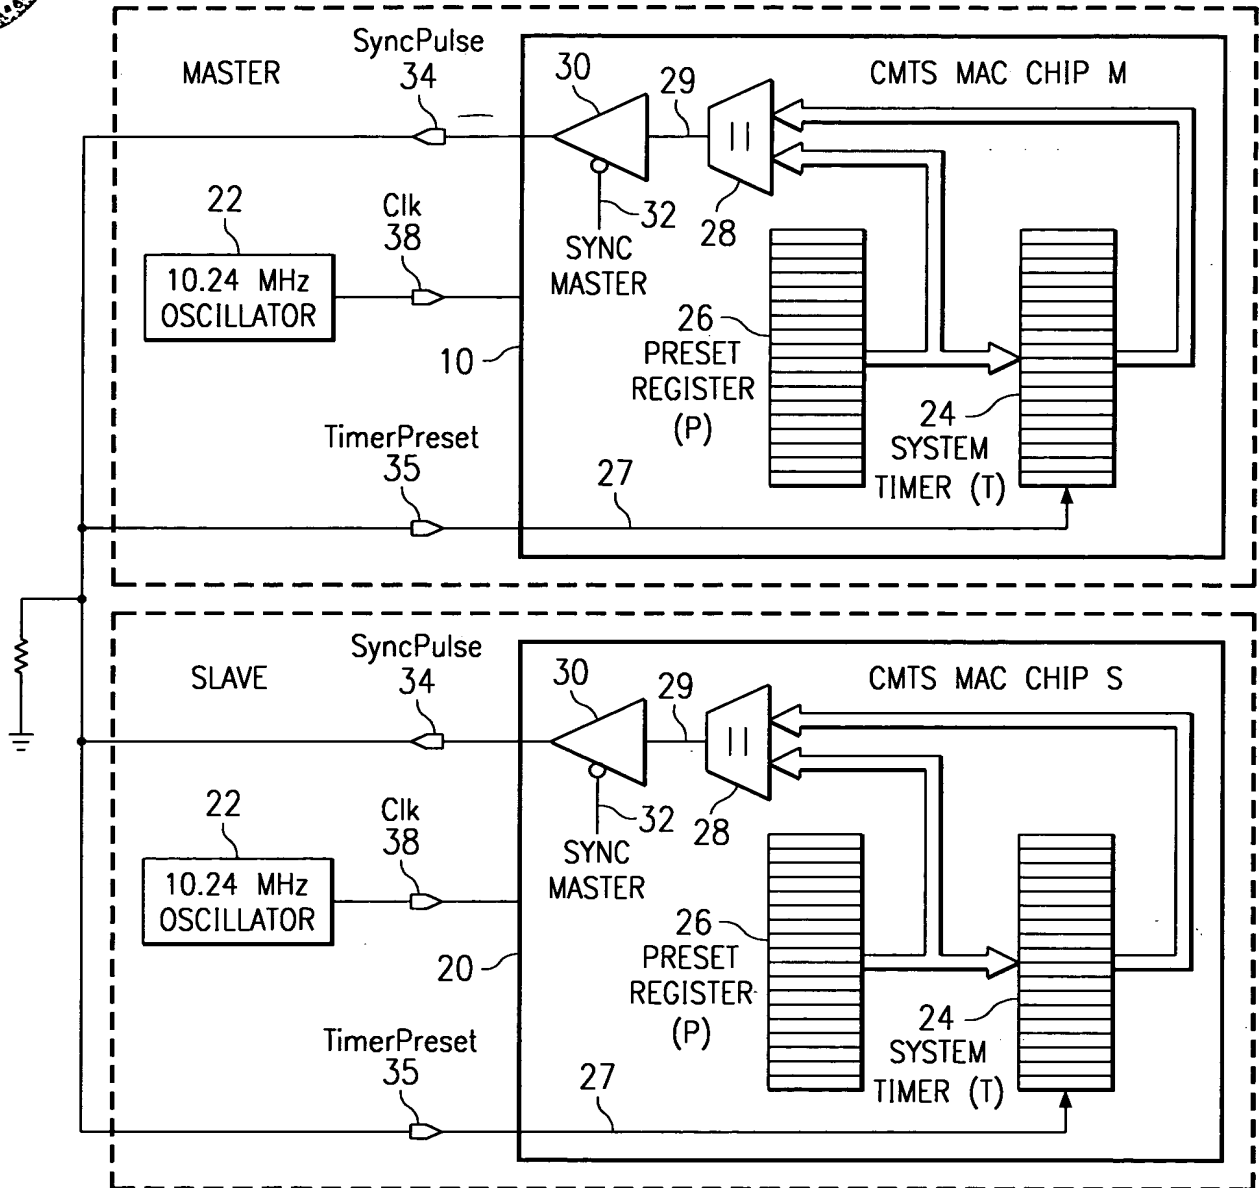 SyncPulse
34
MASTER
30
29
CMTS MAC CHIP M
22
Clk
38
32
28
SYNC
MASTER
10.24 MHz
OSCILLATOR
10
26
PRESET
REGISTER
(P)
24
SYSTEM
TIMER (T)
TimerPreset
35
27
SyncPulse
34
SLAVE
30
29
CMTS MAC CHIP S
22
Clk
38
32
28
SYNC
MASTER
10.24 MHz
OSCILLATOR
20
26
PRESET
REGISTER
(P)
24
SYSTEM
TIMER (T)
TimerPreset
35
27